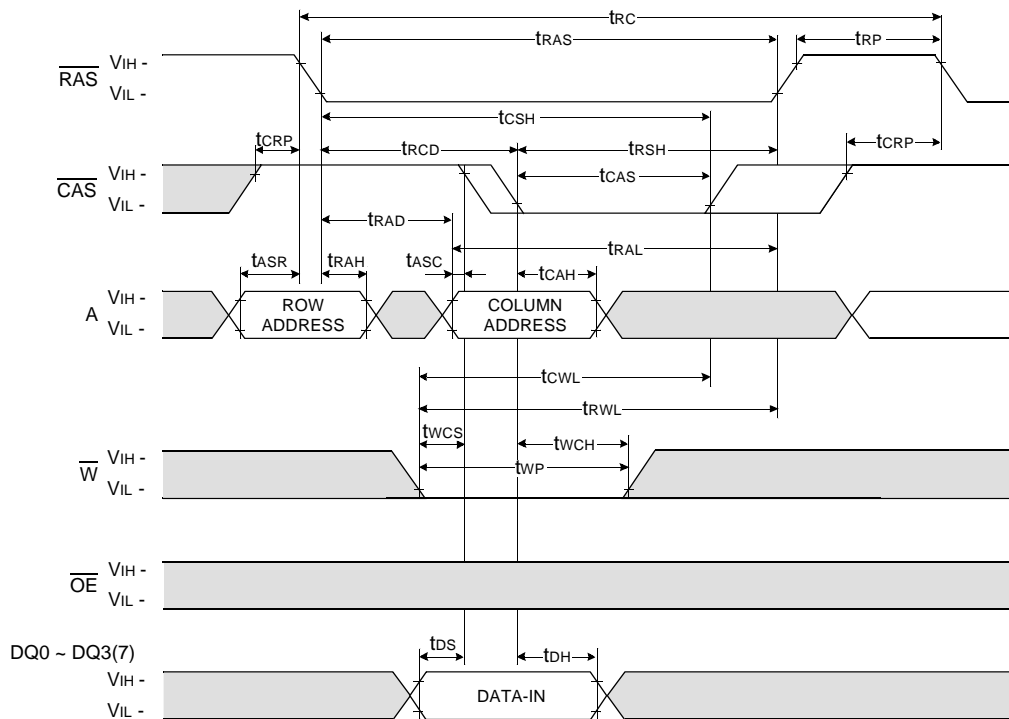 tRC
tRAS
tRP
RAS
VIH -
VIL -
tCSH
tCRP
tRCD
tRSH
tCRP
CAS
VIH -
VIL -
tCAS
tRAD
tRAL
tASR
tRAH
tASC
tCAH
A
VIH -
VIL -
ROW
ADDRESS
COLUMN
ADDRESS
tCWL
tRWL
tWCS
tWCH
tWP
W
VIH -
VIL -
OE
VIH -
VIL -
DQ0 ~ DQ3(7)
tDS
tDH
VIH -
VIL -
DATA-IN